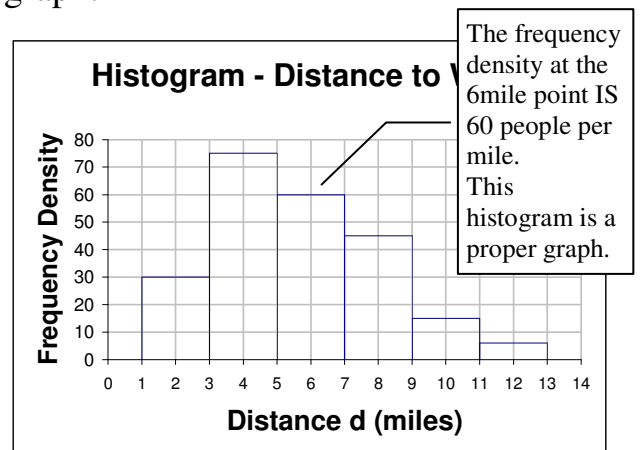 The frequency
density at the
6mile point IS
60 people per
mile.
This
histogram is a
proper graph.
Histogram - Distance to
Frequency Density
80
70
60
50
40
30
20
10
0
0 1 2 3 4 5 6 7 8 9 10 11 12 13 14
Distance d (miles)